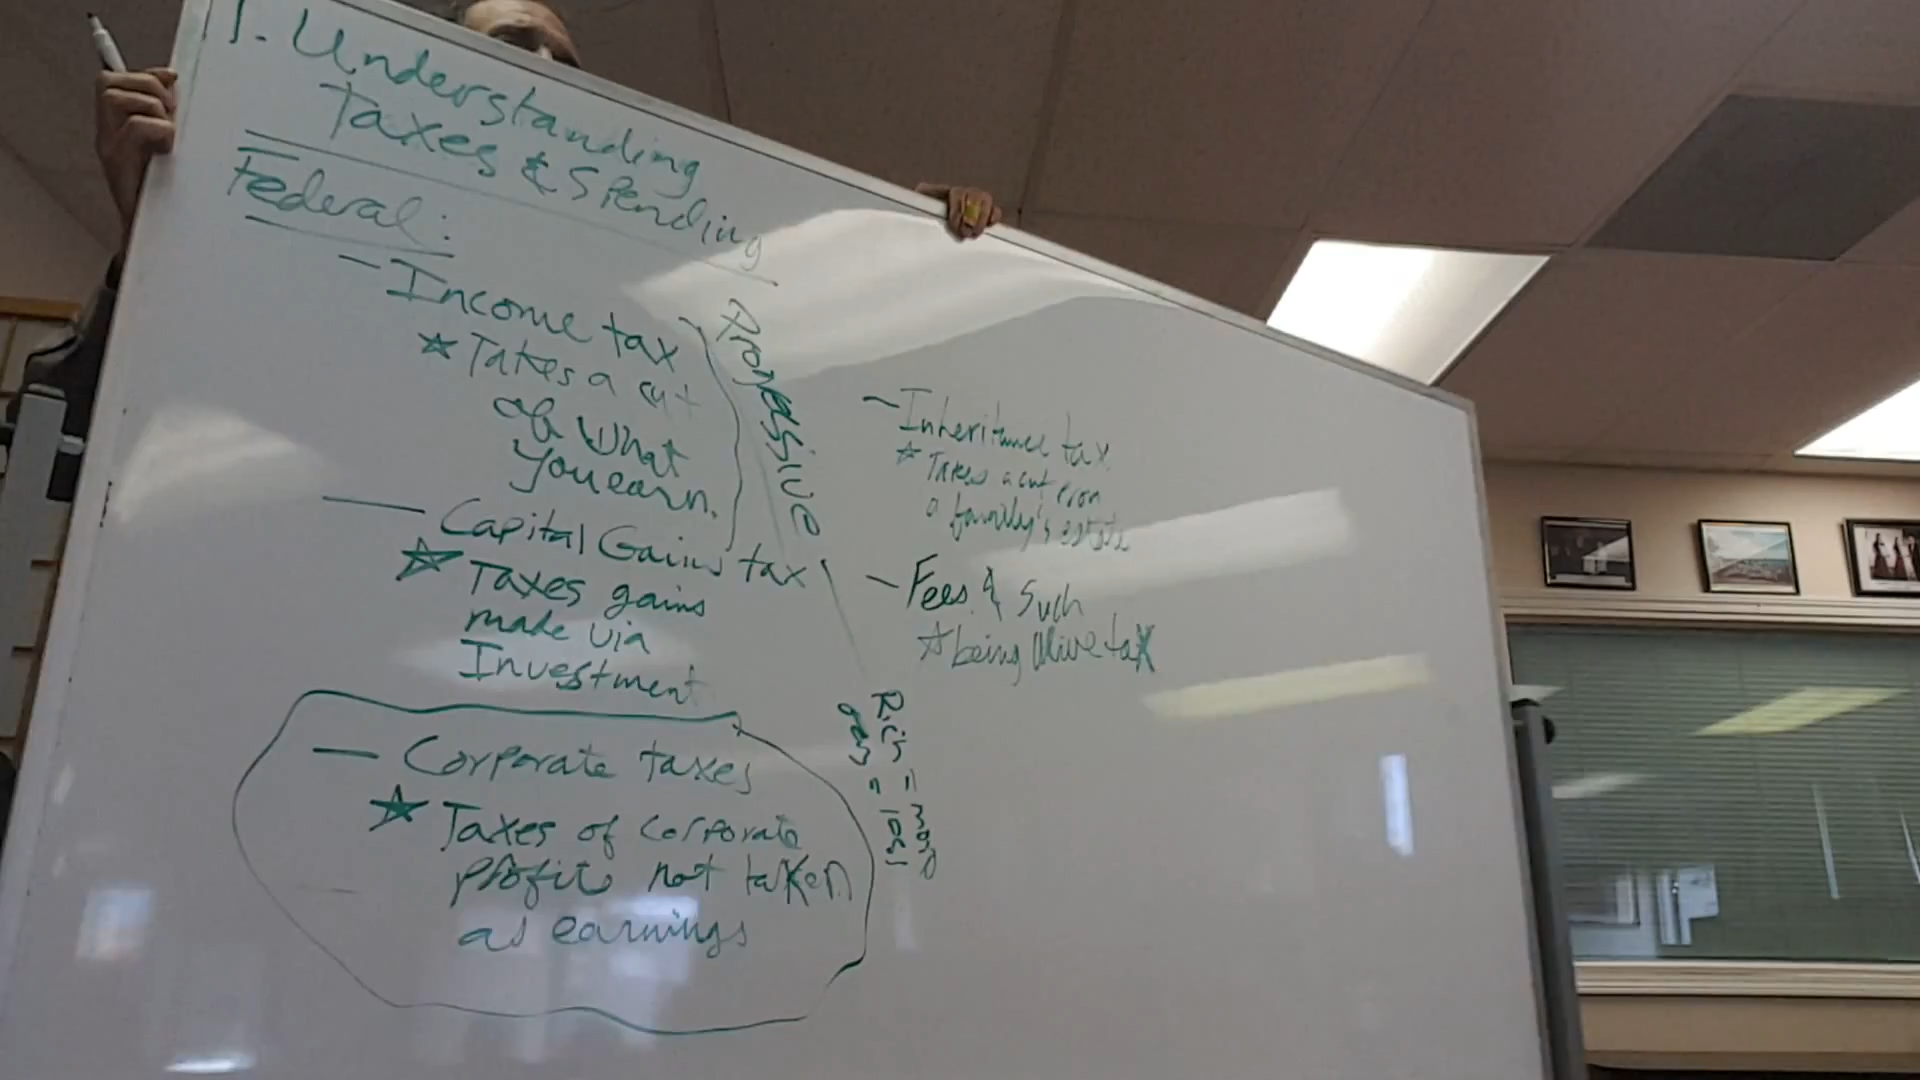 1. Understanding
Taxes & Spending
Federal:
- Income tax
☆ Takes a cut
of what
you earn.
- Capital Gains tax
☆ Taxes gains
made via
Investment
- Corporate taxes
☆ Taxes of corporate
profits not taken
as earnings
Progressive
Rich = more
= less
- Inheritance tax
☆ Takes a cut from
a family's estate
- Fees & Such
☆ being alive tax